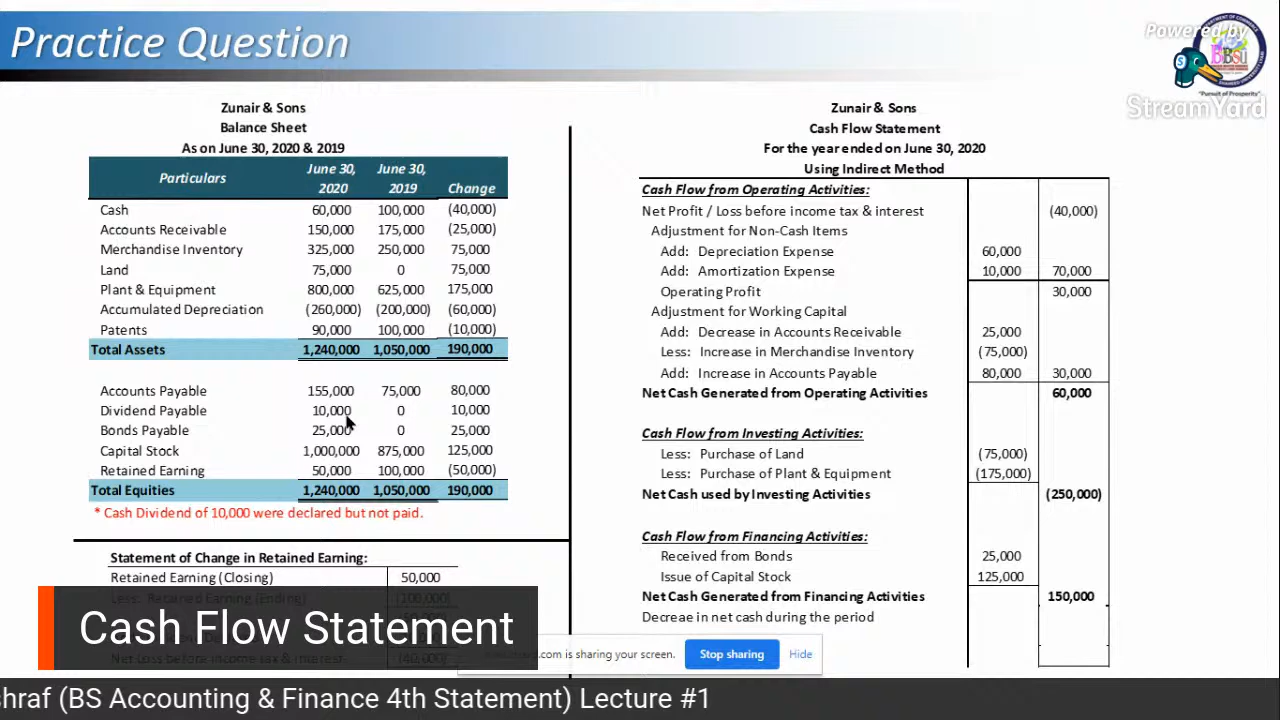 Practice Question
Powered by
StreamYard
Zunair & Sons
Balance Sheet
As on June 30, 2020 & 2019
Particulars June 30, 2020 June 30, 2019 Change
Cash 60,000 100,000 (40,000)
Accounts Receivable 150,000 175,000 (25,000)
Merchandise Inventory 325,000 250,000 75,000
Land 75,000 0 75,000
Plant & Equipment 800,000 625,000 175,000
Accumulated Depreciation (260,000) (200,000) (60,000)
Patents 90,000 100,000 (10,000)
Total Assets 1,240,000 1,050,000 190,000
Accounts Payable 155,000 75,000 80,000
Dividend Payable 10,000 0 10,000
Bonds Payable 25,000 0 25,000
Capital Stock 1,000,000 875,000 125,000
Retained Earning 50,000 100,000 (50,000)
Total Equities 1,240,000 1,050,000 190,000
* Cash Dividend of 10,000 were declared but not paid.
Statement of Change in Retained Earning:
Retained Earning (Closing) 50,000
Less: Retained Earning (Ending) (100,000)
Net Loss before income tax & interest (40,000)
Zunair & Sons
Cash Flow Statement
For the year ended on June 30, 2020
Using Indirect Method
Cash Flow from Operating Activities:
Net Profit / Loss before income tax & interest (40,000)
Adjustment for Non-Cash Items
Add: Depreciation Expense 60,000
Add: Amortization Expense 10,000 70,000
Operating Profit 30,000
Adjustment for Working Capital
Add: Decrease in Accounts Receivable 25,000
Less: Increase in Merchandise Inventory (75,000)
Add: Increase in Accounts Payable 80,000 30,000
Net Cash Generated from Operating Activities 60,000
Cash Flow from Investing Activities:
Less: Purchase of Land (75,000)
Less: Purchase of Plant & Equipment (175,000)
Net Cash used by Investing Activities (250,000)
Cash Flow from Financing Activities:
Received from Bonds 25,000
Issue of Capital Stock 125,000
Net Cash Generated from Financing Activities 150,000
Decreae in net cash during the period
Cash Flow Statement
.com is sharing your screen. Stop sharing Hide
shraf (BS Accounting & Finance 4th Statement) Lecture #1